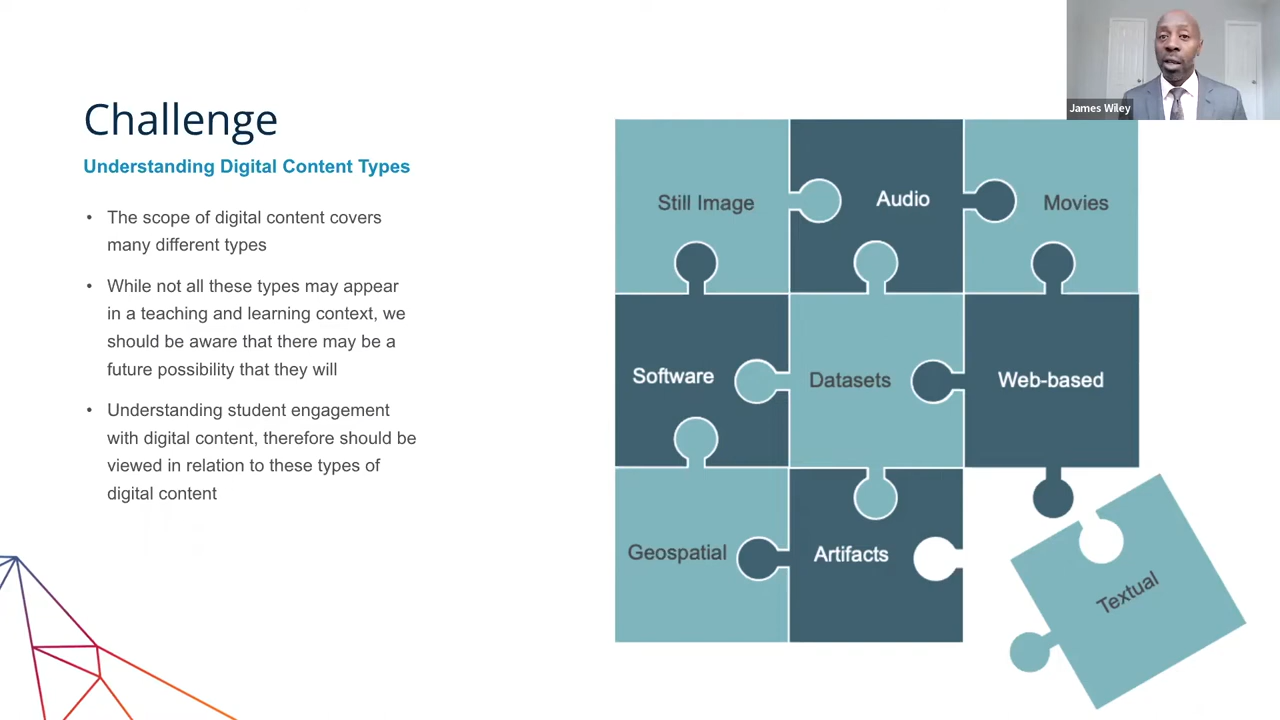 Challenge
Understanding Digital Content Types
• The scope of digital content covers
many different types
• While not all these types may appear
in a teaching and learning context, we
should be aware that there may be a
future possibility that they will
• Understanding student engagement
with digital content, therefore should be
viewed in relation to these types of
digital content
James Wiley
Still Image
Audio
Movies
Software
Datasets
Web-based
Geospatial
Artifacts
Textual